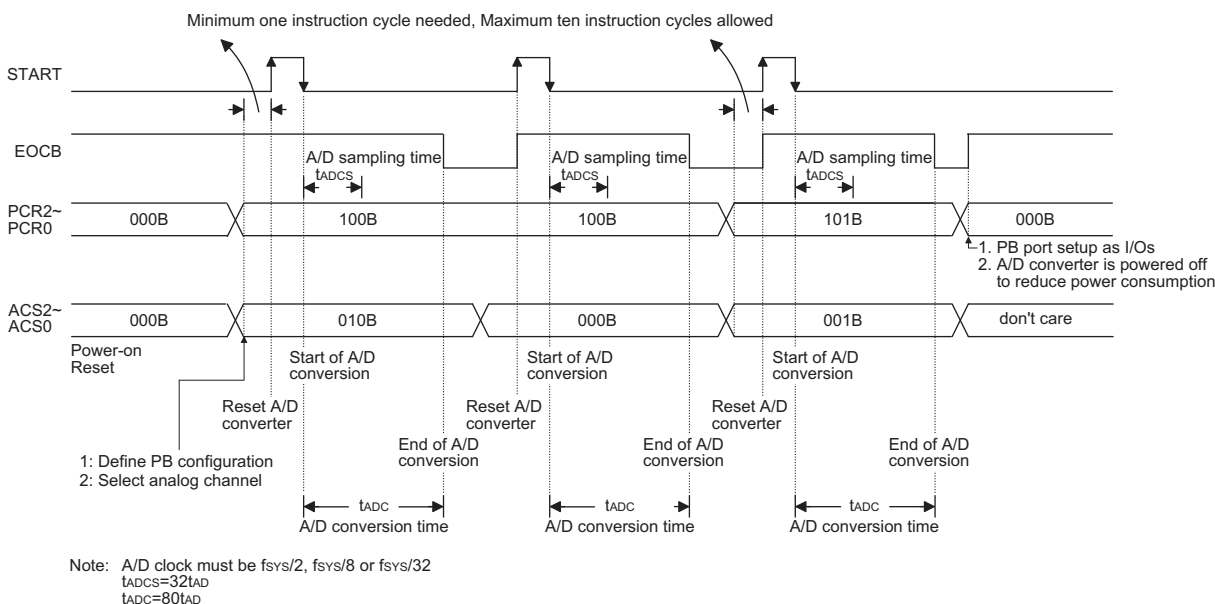 Minimum one instruction cycle needed, Maximum ten instruction cycles allowed
START
EOCB
A/D sampling time
tADCS
A/D sampling time
tADCS
A/D sampling time
tADCS
PCR2~
PCR0
000B
100B
100B
101B
000B
1. PB port setup as I/Os
2. A/D converter is powered off
to reduce power consumption
ACS2~
ACS0
000B
010B
000B
001B
don't care
Power-on
Reset
Start of A/D
conversion
Start of A/D
conversion
Start of A/D
conversion
Reset A/D
converter
Reset A/D
converter
Reset A/D
converter
End of A/D
conversion
End of A/D
conversion
End of A/D
conversion
1: Define PB configuration
2: Select analog channel
tADC
A/D conversion time
tADC
A/D conversion time
tADC
A/D conversion time
Note: A/D clock must be fSYS/2, fSYS/8 or fSYS/32
tADCS=32tAD
tADC=80tAD